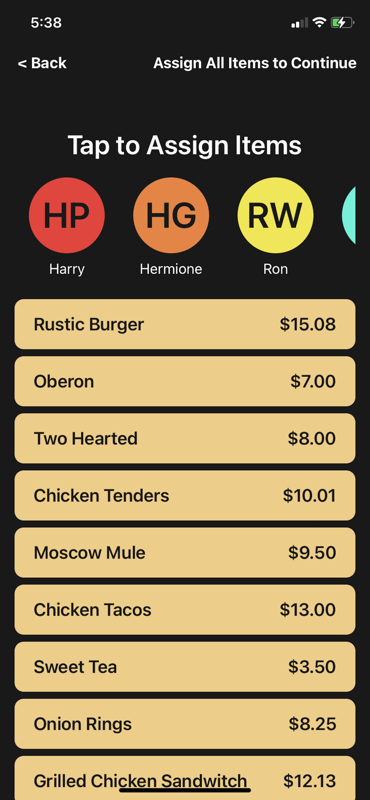 5:38
< Back
Assign All Items to Continue
Tap to Assign Items
HP
HG
RW
Harry
Hermione
Ron
Rustic Burger $15.08
Oberon $7.00
Two Hearted $8.00
Chicken Tenders $10.01
Moscow Mule $9.50
Chicken Tacos $13.00
Sweet Tea $3.50
Onion Rings $8.25
Grilled Chicken Sandwitch $12.13